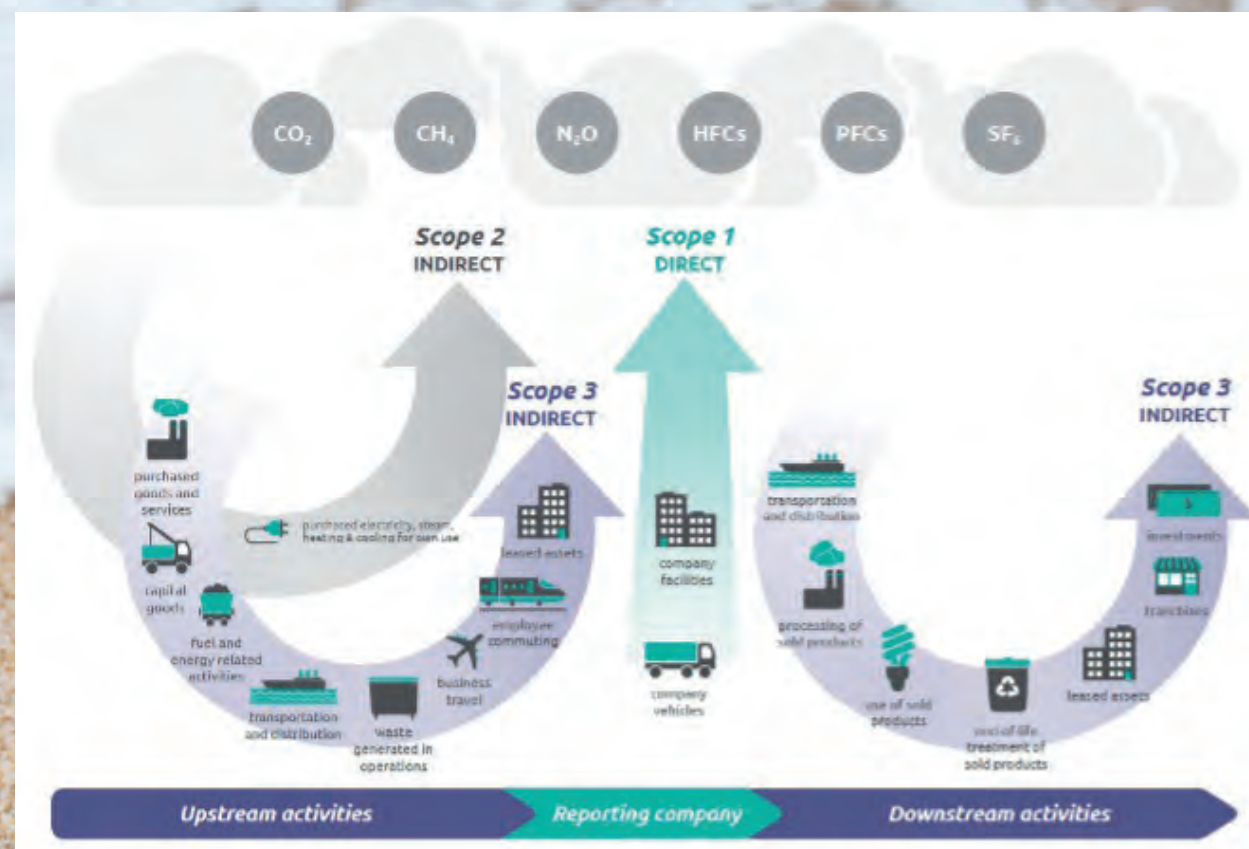 CO₂
CH₄
N₂O
HFCs
PFCs
SF₆
Scope 2
INDIRECT
Scope 1
DIRECT
Scope 3
INDIRECT
Scope 3
INDIRECT
purchased
goods and
services
capital
goods
fuel and
energy related
activities
transportation
and distribution
waste
generated in
operations
business
travel
employee
commuting
leased assets
purchased electricity, steam,
heating & cooling for own use
company
facilities
company
vehicles
transportation
and distribution
processing of
sold products
use of sold
products
end-of-life
treatment of
sold products
leased assets
franchises
investments
Upstream activities
Reporting company
Downstream activities